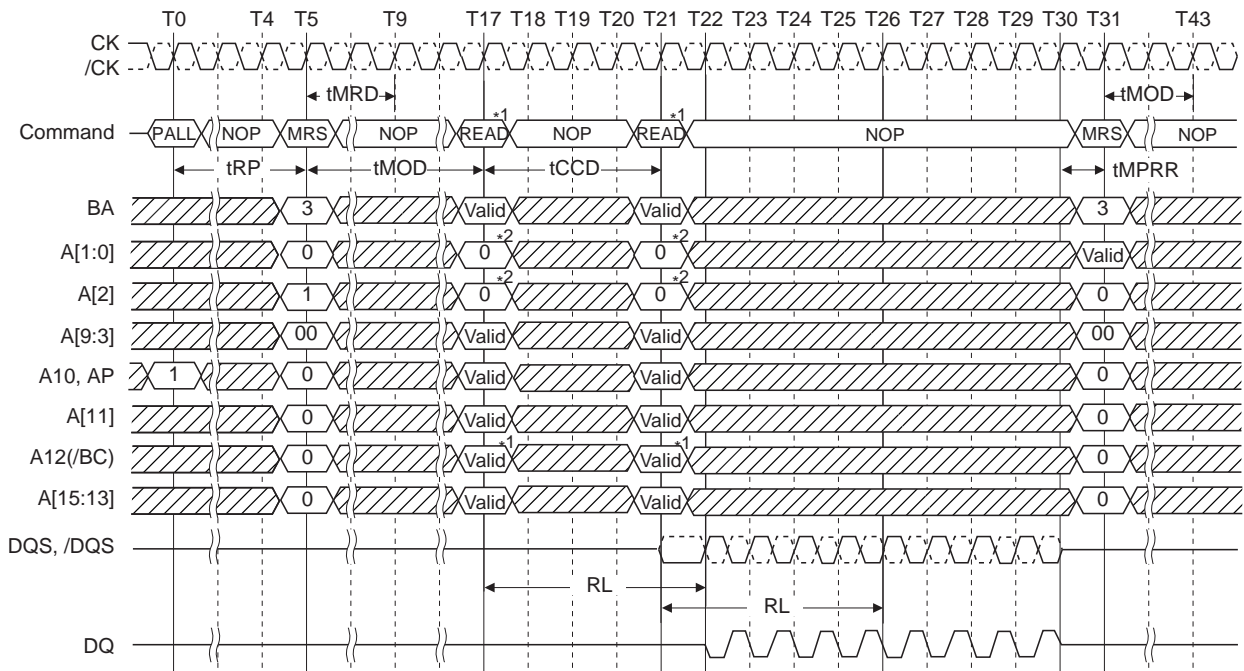 T0 T4 T5 T9 T17 T18 T19 T20 T21 T22 T23 T24 T25 T26 T27 T28 T29 T30 T31 T43
CK
/CK
tMRD tMOD
*1 *1
Command PALL NOP MRS NOP READ NOP READ NOP MRS NOP
tRP tMOD tCCD tMPRR
BA 3 Valid Valid 3
*2 *2
A[1:0] 0 0 0 Valid
*2 *2
A[2] 1 0 0 0
A[9:3] 00 Valid Valid 00
A10, AP 1 0 Valid Valid 0
A[11] 0 Valid Valid 0
*1 *1
A12(/BC) 0 Valid Valid 0
A[15:13] 0 Valid Valid 0
DQS, /DQS
RL
RL
DQ